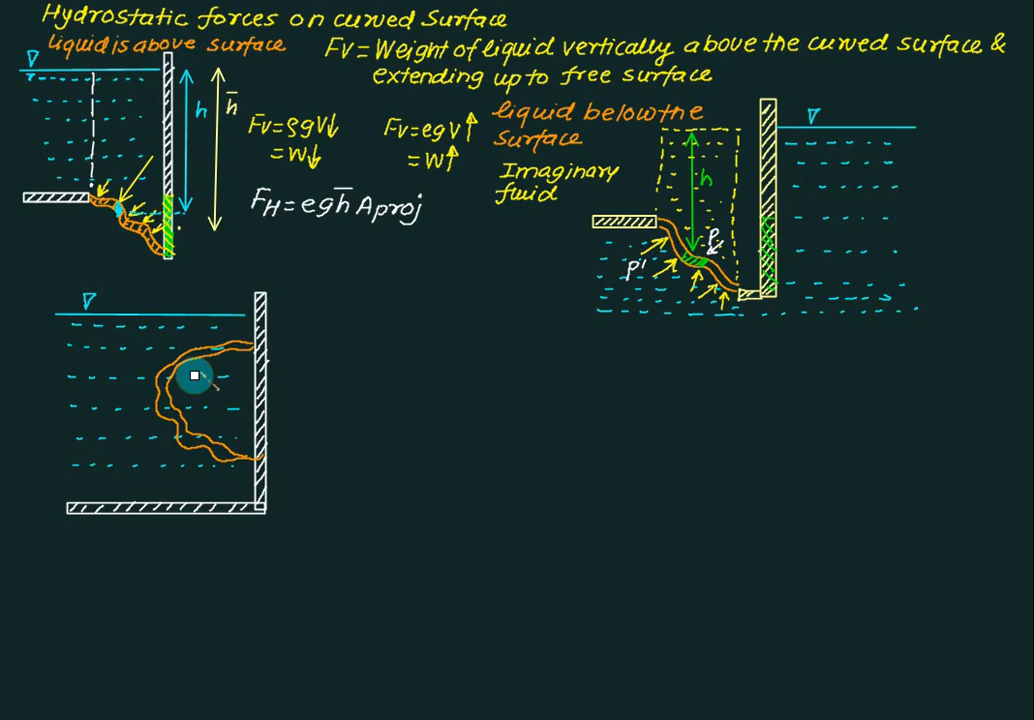 Hydrostatic forces on curved Surface
liquid is above surface
Fv = Weight of liquid vertically above the curved surface &
extending up to free surface
h
h̄
Fv = ρgV↓
= W↓
Fv = ρgV↑
= W↑
FH = ρgh̄ Aproj
liquid below the
surface
Imaginary
fluid
h
P
P'